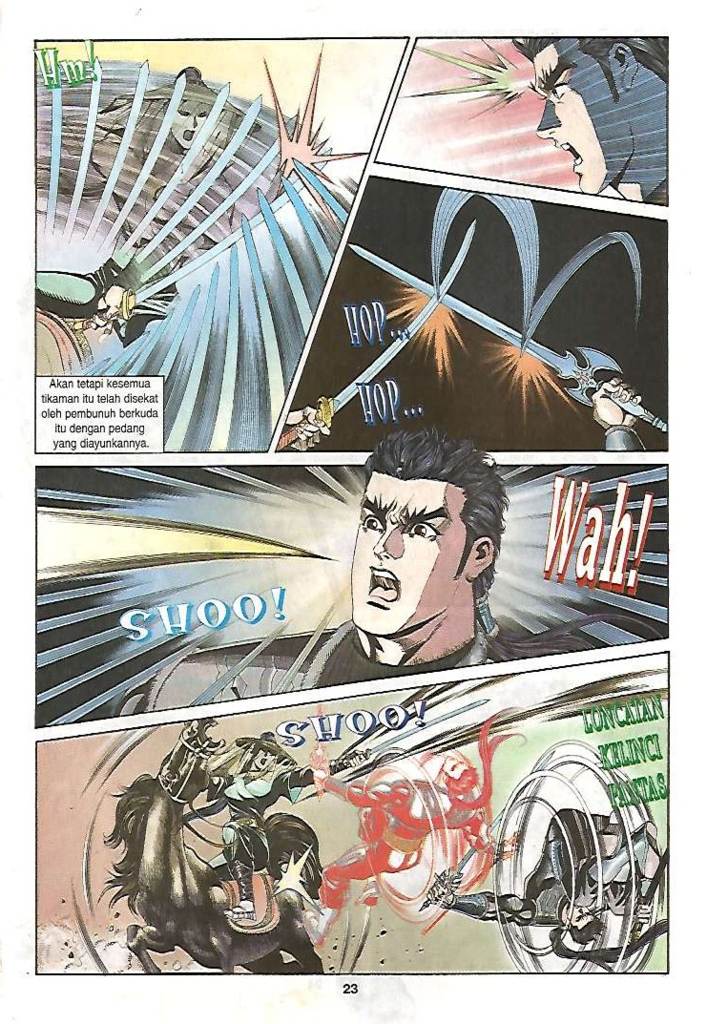 Hm!
Akan tetapi kesemua
tikaman itu telah disekat
oleh pembunuh berkuda
itu dengan pedang
yang diayunkannya.
HOP...
HOP...
Wah!
SHOO!
SHOO!
LONCATAN
KELINCI
PANTAS
23